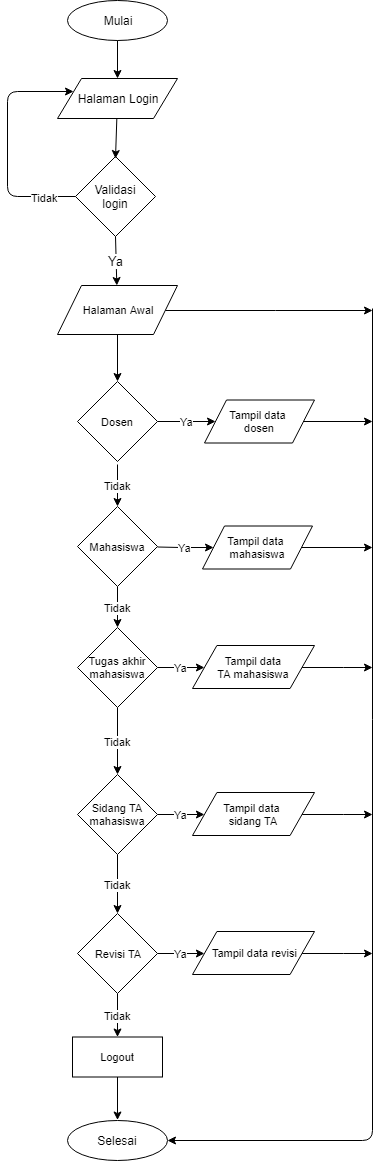 Mulai
Halaman Login
Validasi
login
Tidak
Ya
Halaman Awal
Dosen
Ya
Tampil data
dosen
Tidak
Mahasiswa
Ya
Tampil data
mahasiswa
Tidak
Tugas akhir
mahasiswa
Ya
Tampil data
TA mahasiswa
Tidak
Sidang TA
mahasiswa
Ya
Tampil data
sidang TA
Tidak
Revisi TA
Ya
Tampil data revisi
Tidak
Logout
Selesai